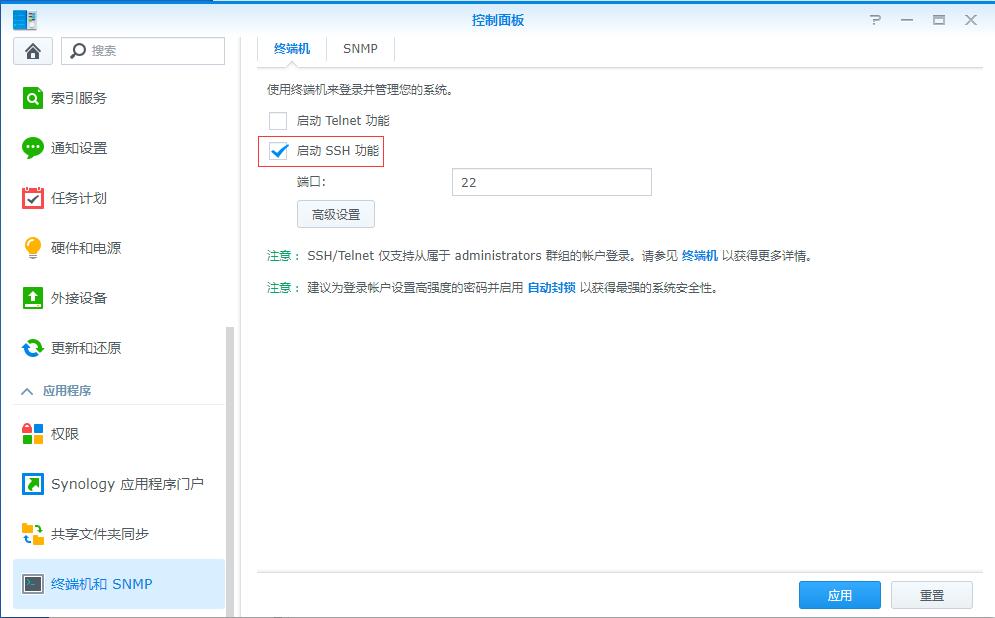 控制面板
搜索
索引服务
通知设置
任务计划
硬件和电源
外接设备
更新和还原
应用程序
权限
Synology 应用程序门户
共享文件夹同步
终端机和 SNMP
终端机 SNMP
使用终端机来登录并管理您的系统。
启动 Telnet 功能
启动 SSH 功能
端口: 22
高级设置
注意： SSH/Telnet 仅支持从属于 administrators 群组的帐户登录。请参见 终端机 以获得更多详情。
注意： 建议为登录帐户设置高强度的密码并启用 自动封锁 以获得最强的系统安全性。
应用 重置